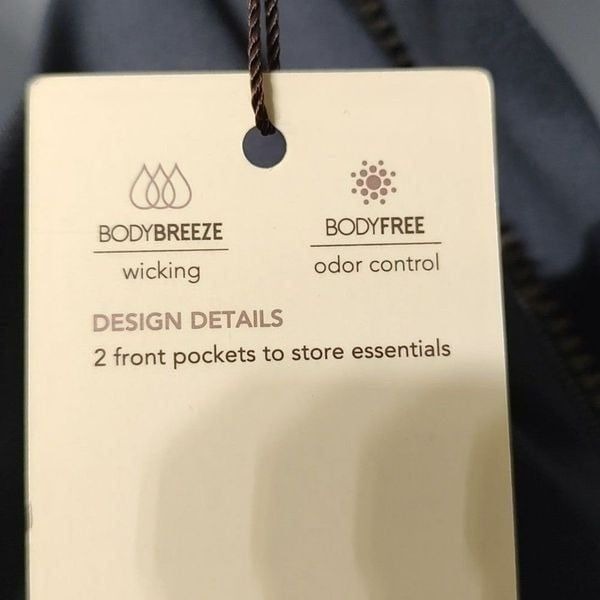 BODYBREEZE
wicking
BODYFREE
odor control
DESIGN DETAILS
2 front pockets to store essentials